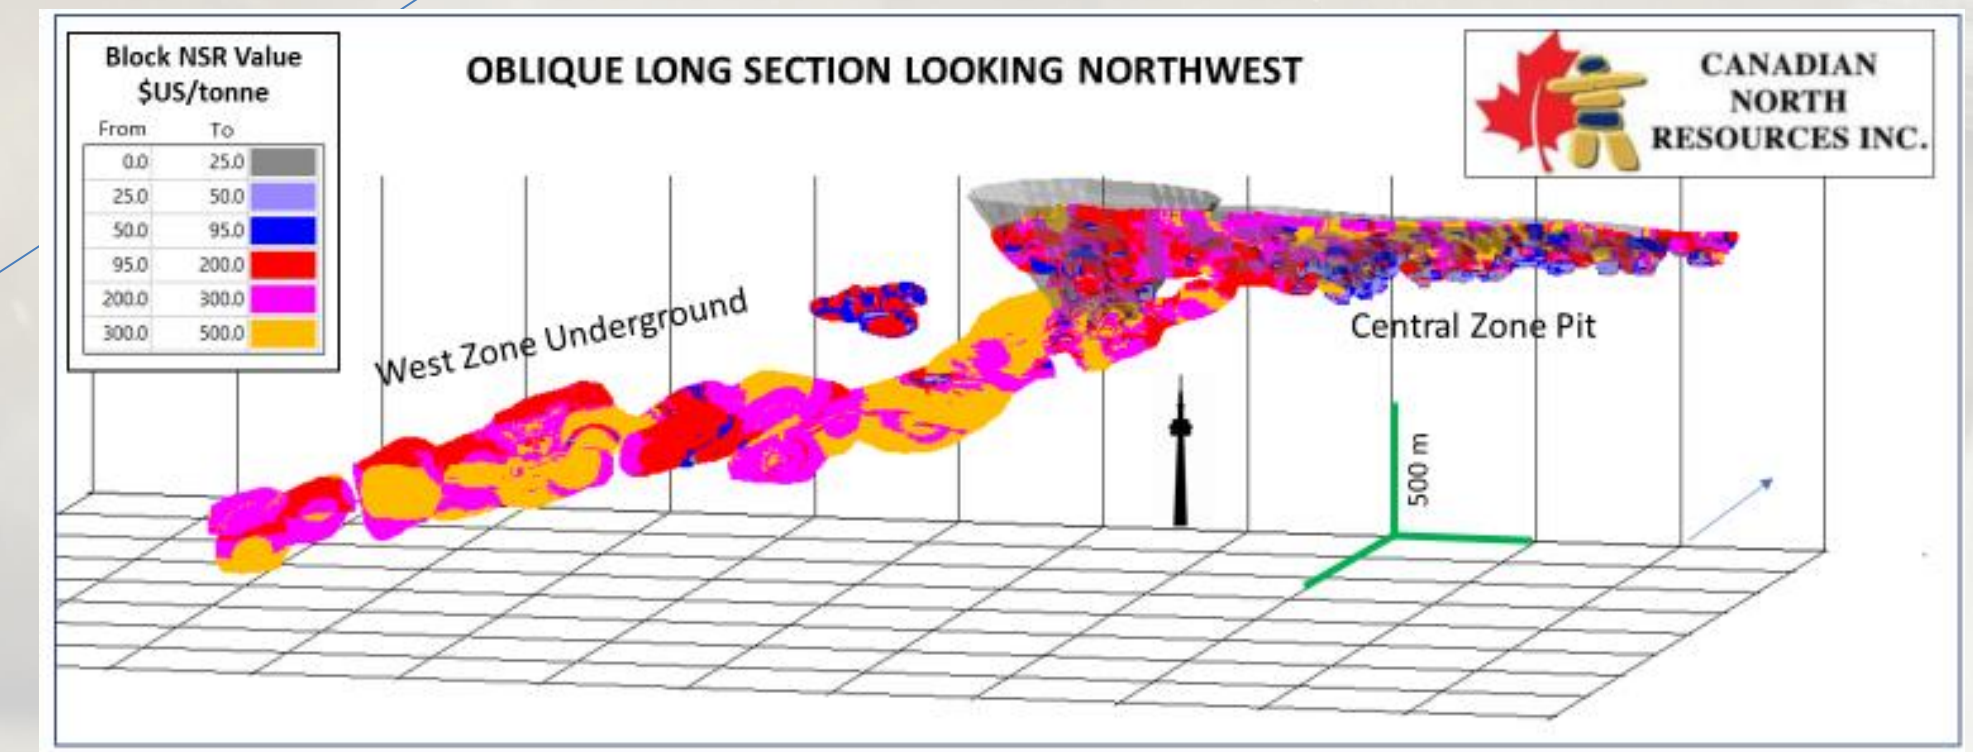 Block NSR Value
$US/tonne
From To
0.0 25.0
25.0 50.0
50.0 95.0
95.0 200.0
200.0 300.0
300.0 500.0
OBLIQUE LONG SECTION LOOKING NORTHWEST
CANADIAN
NORTH
RESOURCES INC.
West Zone Underground
Central Zone Pit
500 m